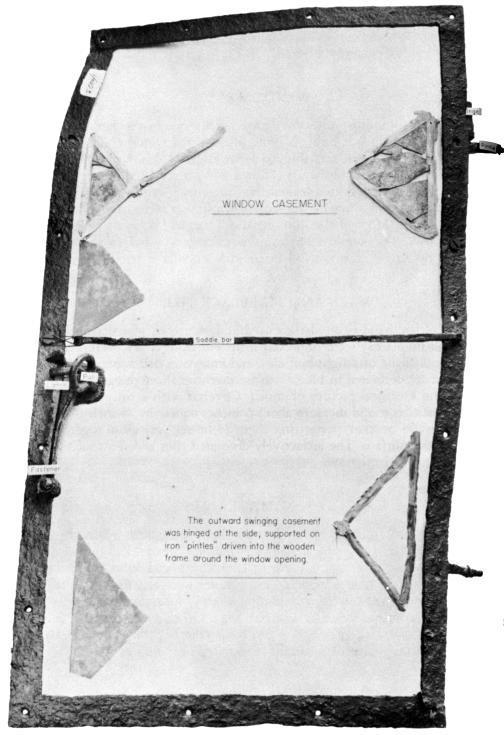 WINDOW CASEMENT
Saddle bar
Fastener
The outward swinging casement
was hinged at the side, supported on
iron "pintles" driven into the wooden
frame around the window opening.